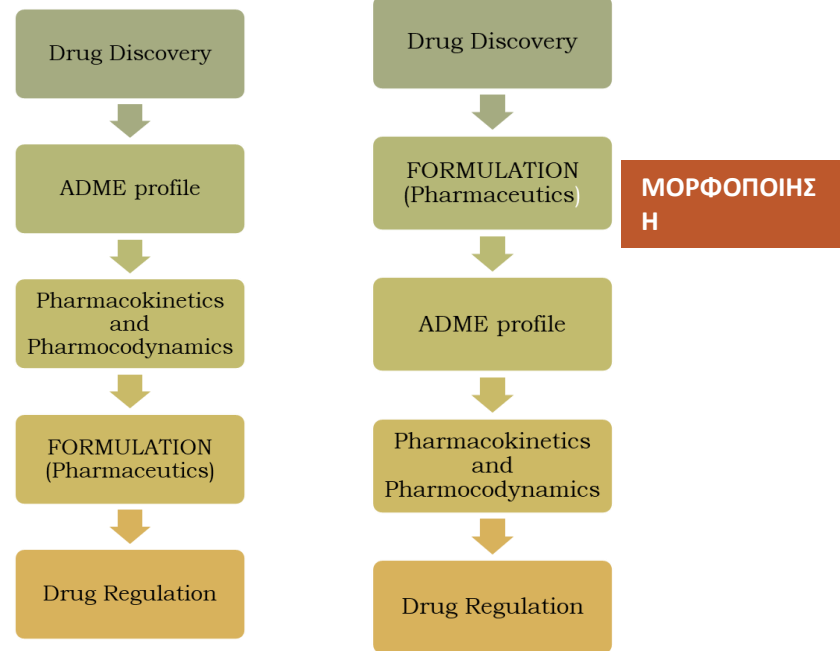 Drug Discovery
ADME profile
Pharmacokinetics
and
Pharmocodynamics
FORMULATION
(Pharmaceutics)
Drug Regulation
Drug Discovery
FORMULATION
(Pharmaceutics)
ΜΟΡΦΟΠΟΙΗΣ
Η
ADME profile
Pharmacokinetics
and
Pharmocodynamics
Drug Regulation